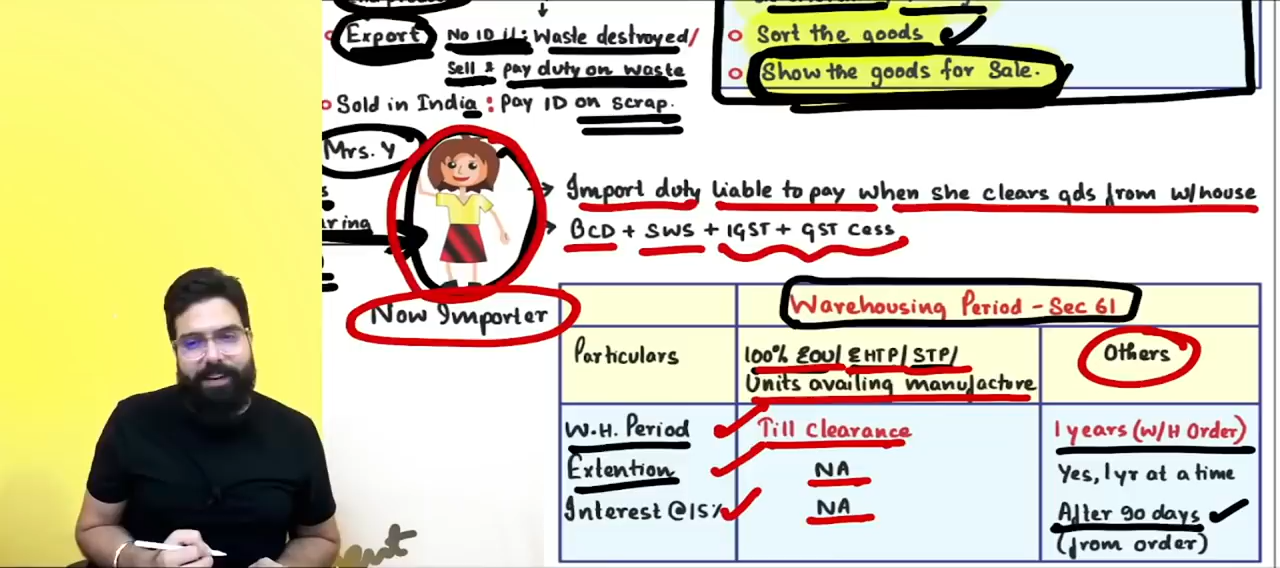 Export No ID if: Waste destroyed/
Sell & pay duty on waste
Sold in India: Pay ID on scrap.
Sort the goods
Show the goods for Sale.
Mrs. Y
Import duty liable to pay when she clears gds from w/house
BCD + SWS + IGST + GST Cess
Now Importer
Warehousing Period - Sec 61
Particulars
100% EOU/ EHTP/ STP/
Units availing manufactore
Others
W.H. Period
Till clearance
1 years (W/H Order)
Extention
NA
Yes, 1 yr at a time
Interest @15%
NA
After 90 days
(from order)